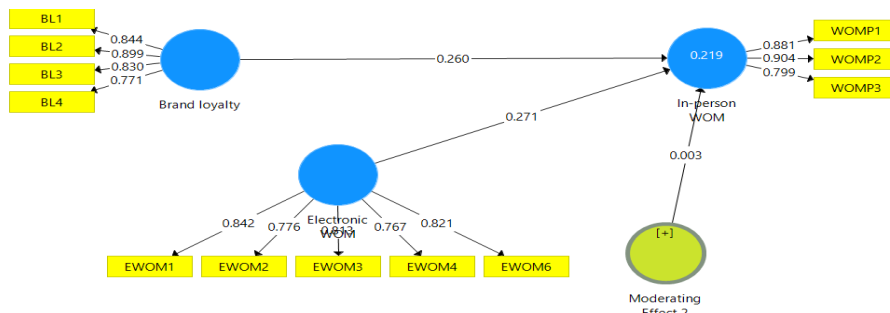 BL1
BL2
BL3
BL4
0.844
0.899
0.830
0.771
Brand loyalty
0.260
0.219
In-person
WOM
0.881
0.904
0.799
WOMP1
WOMP2
WOMP3
0.271
0.003
Electronic
WOM
0.842
0.776
0.813
0.767
0.821
EWOM1
EWOM2
EWOM3
EWOM4
EWOM6
[+]
Moderating
Effect 2